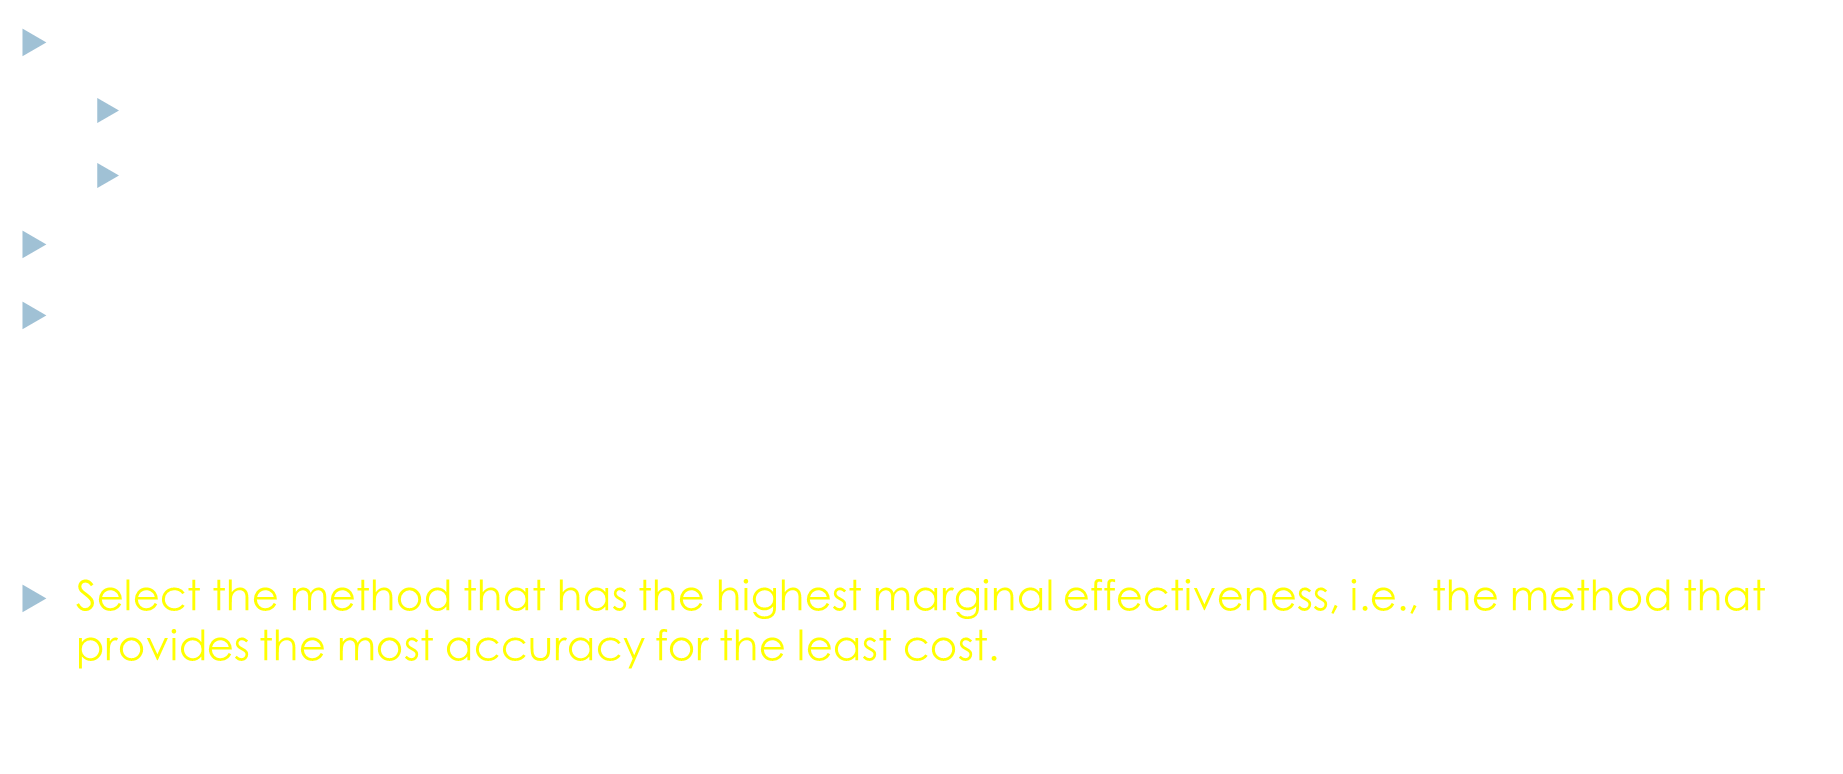 Select the method that has the highest marginal effectiveness, i.e., the method that
provides the most accuracy for the least cost.